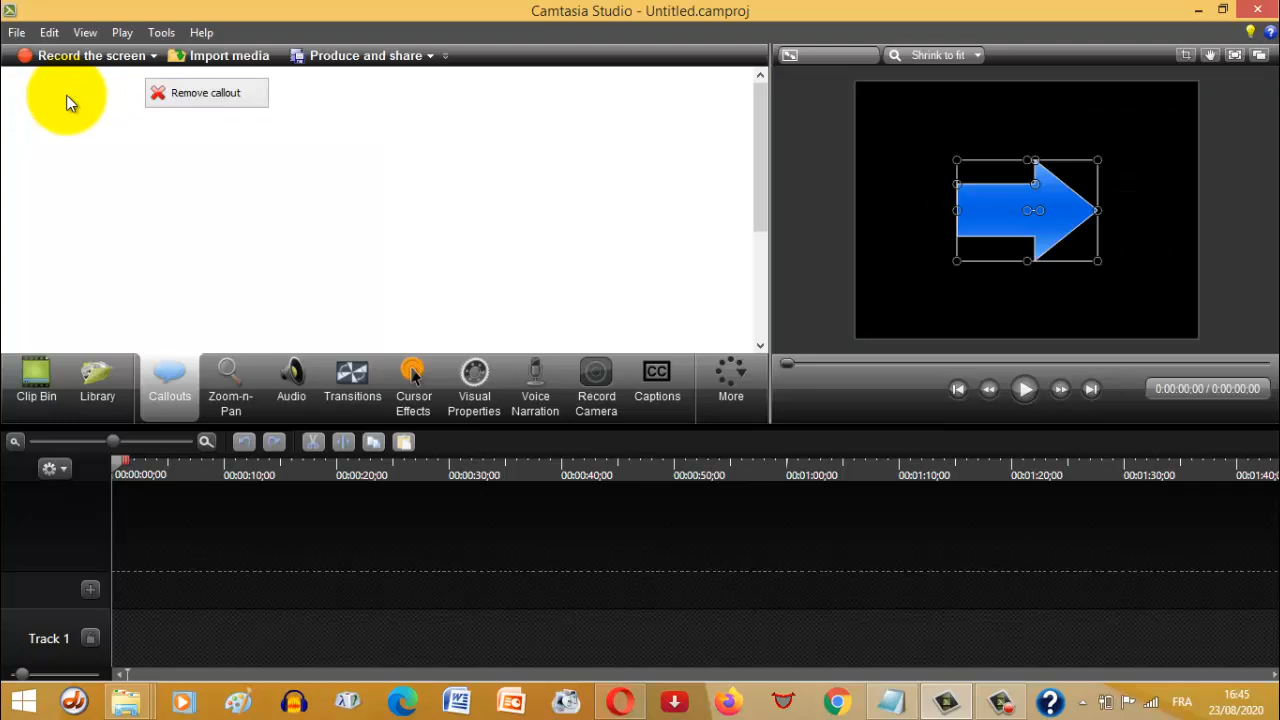 Camtasia Studio - Untitled.camproj
File Edit View Play Tools Help
Record the screen Import media Produce and share
Shrink to fit
Remove callout
Clip Bin Library Callouts Zoom-n-Pan Audio Transitions Cursor Effects Visual Properties Voice Narration Record Camera CC Captions More
0:00:00;00 / 0:00:00;00
00:00:00;00 00:00:10;00 00:00:20;00 00:00:30;00 00:00:40;00 00:00:50;00 00:01:00;00 00:01:10;00 00:01:20;00 00:01:30;00 00:01:40;
Track 1
FRA
16:45
23/08/2020